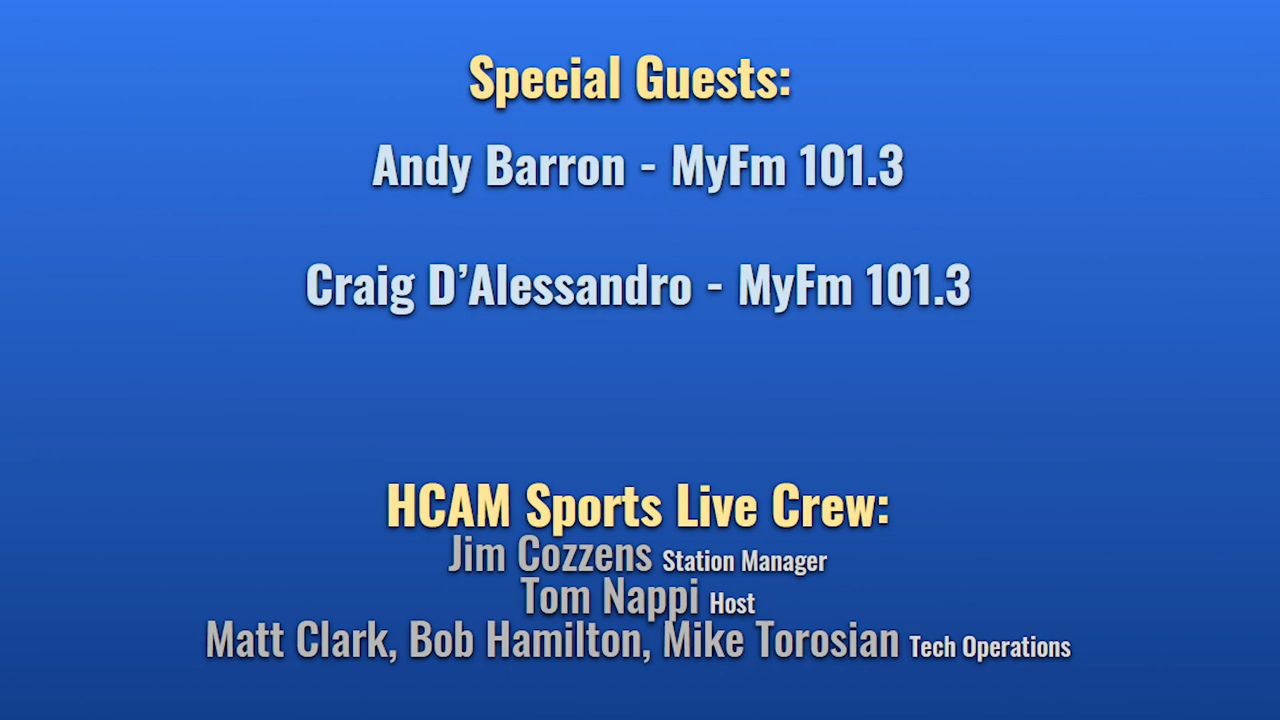 Special Guests:
Andy Barron - MyFm 101.3
Craig D’Alessandro - MyFm 101.3
HCAM Sports Live Crew:
Jim Cozzens Station Manager
Tom Nappi Host
Matt Clark, Bob Hamilton, Mike Torosian Tech Operations